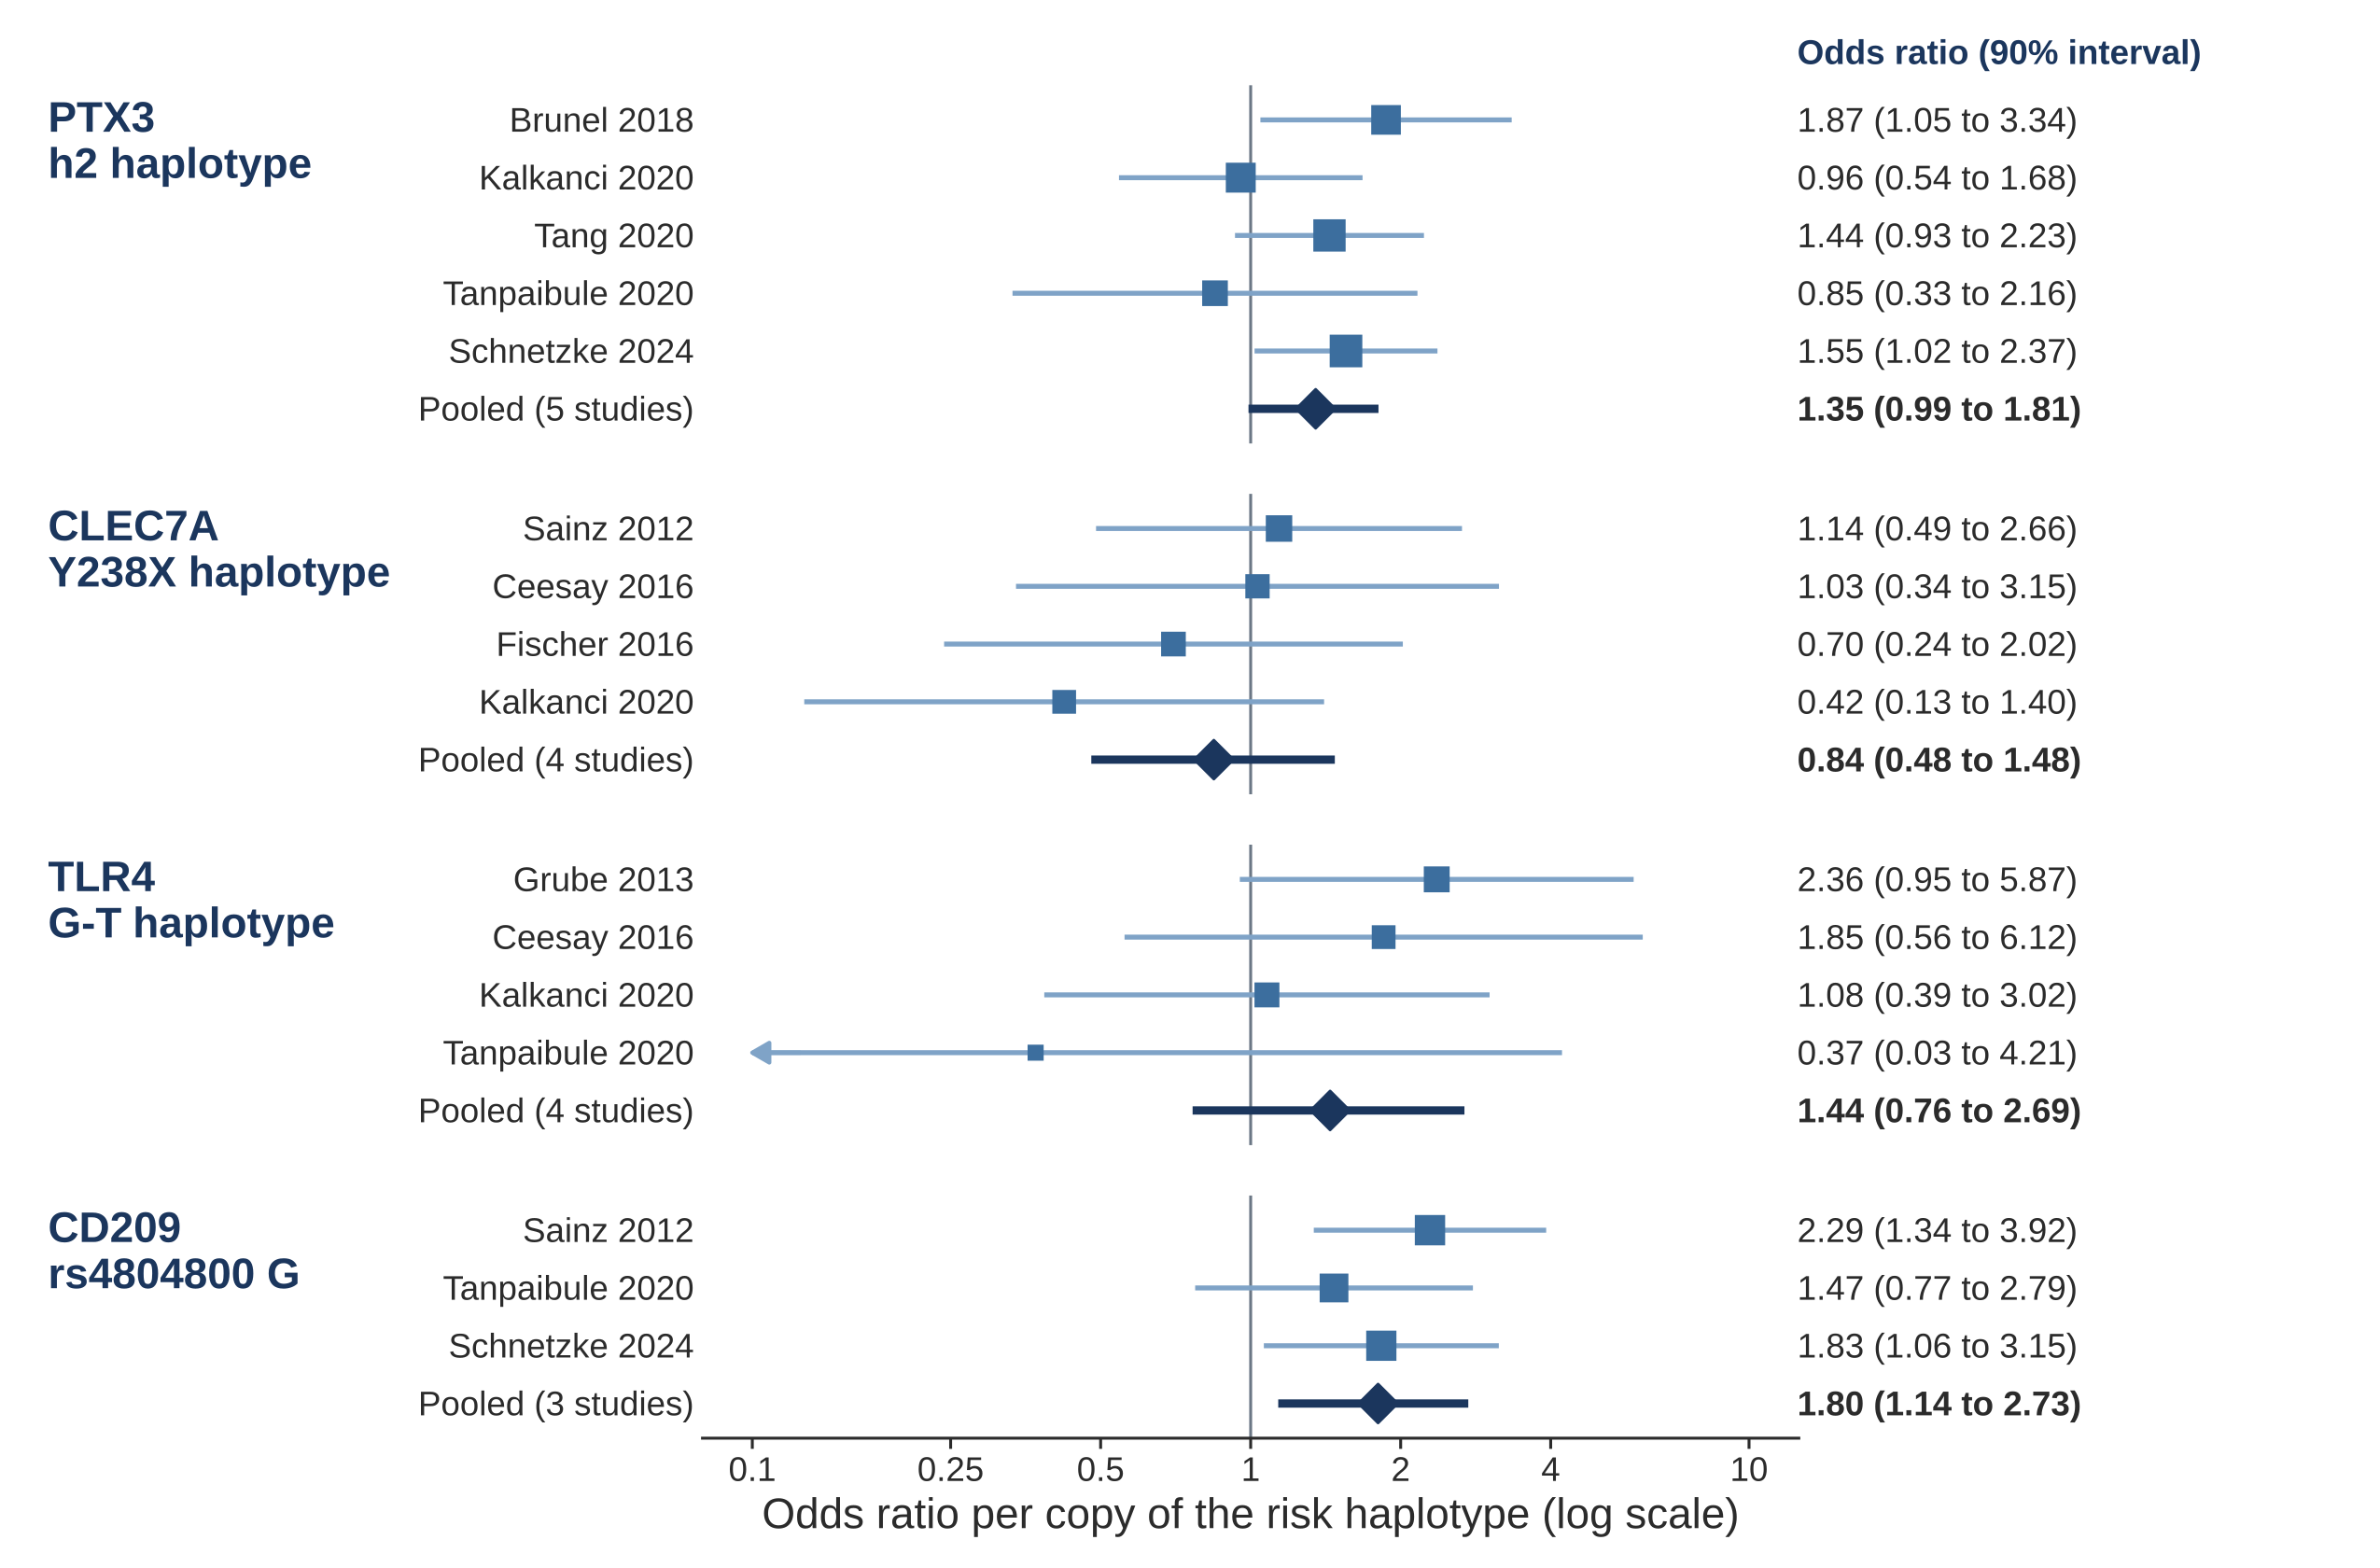 Odds ratio (90% interval)
PTX3
h2 haplotype
Brunel 2018 1.87 (1.05 to 3.34)
Kalkanci 2020 0.96 (0.54 to 1.68)
Tang 2020 1.44 (0.93 to 2.23)
Tanpaibule 2020 0.85 (0.33 to 2.16)
Schnetzke 2024 1.55 (1.02 to 2.37)
Pooled (5 studies) 1.35 (0.99 to 1.81)
CLEC7A
Y238X haplotype
Sainz 2012 1.14 (0.49 to 2.66)
Ceesay 2016 1.03 (0.34 to 3.15)
Fischer 2016 0.70 (0.24 to 2.02)
Kalkanci 2020 0.42 (0.13 to 1.40)
Pooled (4 studies) 0.84 (0.48 to 1.48)
TLR4
G-T haplotype
Grube 2013 2.36 (0.95 to 5.87)
Ceesay 2016 1.85 (0.56 to 6.12)
Kalkanci 2020 1.08 (0.39 to 3.02)
Tanpaibule 2020 0.37 (0.03 to 4.21)
Pooled (4 studies) 1.44 (0.76 to 2.69)
CD209
rs4804800 G
Sainz 2012 2.29 (1.34 to 3.92)
Tanpaibule 2020 1.47 (0.77 to 2.79)
Schnetzke 2024 1.83 (1.06 to 3.15)
Pooled (3 studies) 1.80 (1.14 to 2.73)
0.1 0.25 0.5 1 2 4 10
Odds ratio per copy of the risk haplotype (log scale)